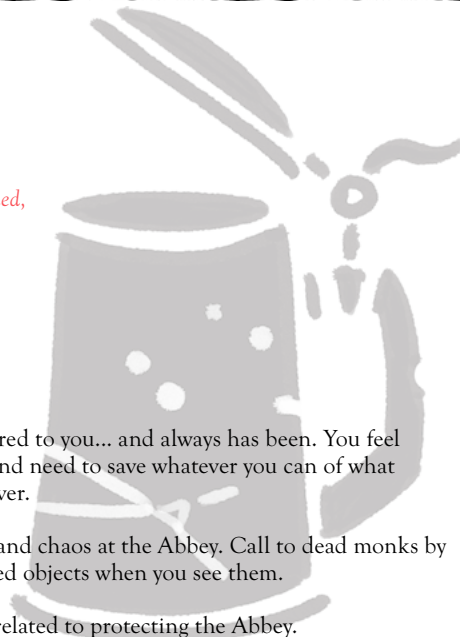 ed,
red to you... and always has been. You feel
nd need to save whatever you can of what
ver.
and chaos at the Abbey. Call to dead monks by
ed objects when you see them.
related to protecting the Abbey.